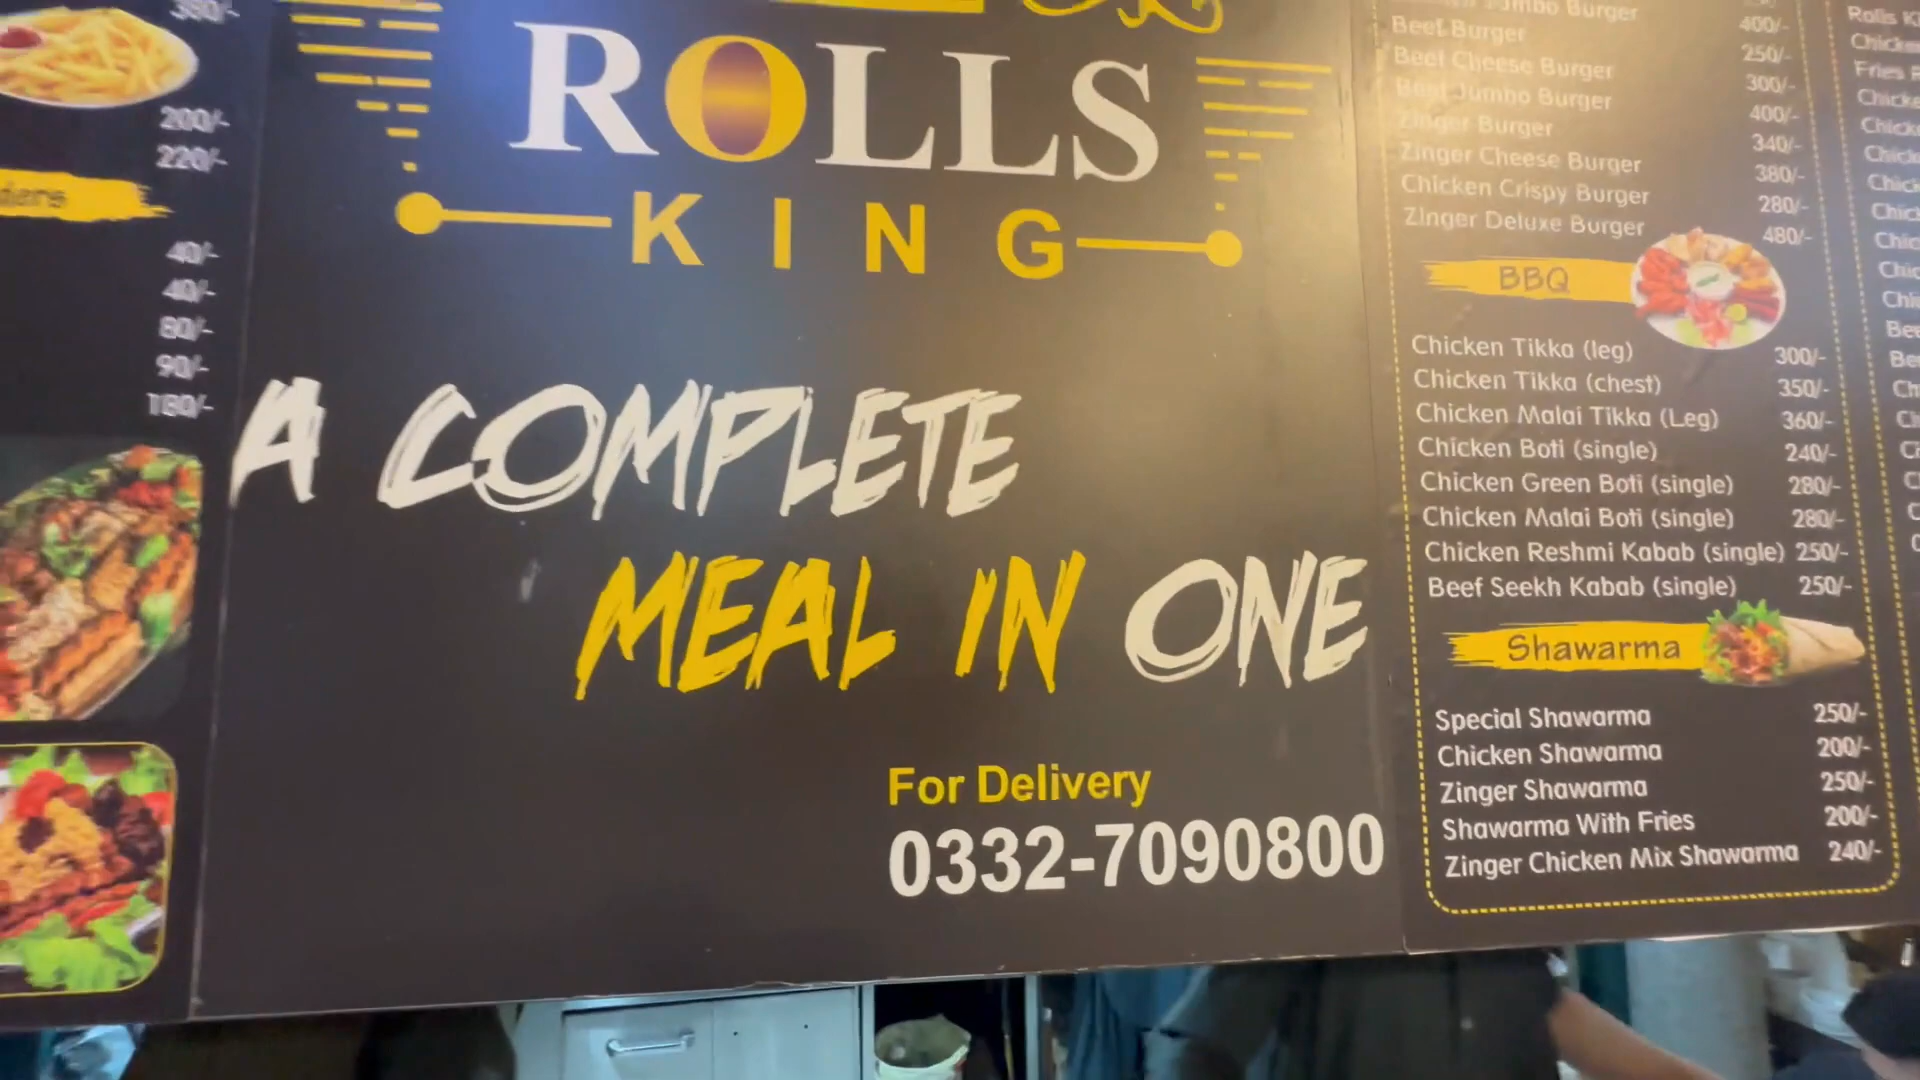 350/-
200/-
220/-
40/-
40/-
80/-
90/-
180/-
ROLLS
KING
A COMPLETE
MEAL IN ONE
For Delivery
0332-7090800
Jumbo Burger 400/-
Beef Burger 250/-
Beef Cheese Burger 300/-
Beef Jumbo Burger 400/-
Zinger Burger 340/-
Zinger Cheese Burger 380/-
Chicken Crispy Burger 280/-
Zinger Deluxe Burger 480/-
BBQ
Chicken Tikka (leg) 300/-
Chicken Tikka (chest) 350/-
Chicken Malai Tikka (Leg) 360/-
Chicken Boti (single) 240/-
Chicken Green Boti (single) 280/-
Chicken Malai Boti (single) 280/-
Chicken Reshmi Kabab (single) 250/-
Beef Seekh Kabab (single) 250/-
Shawarma
Special Shawarma 250/-
Chicken Shawarma 200/-
Zinger Shawarma 250/-
Shawarma With Fries 200/-
Zinger Chicken Mix Shawarma 240/-
Rolls